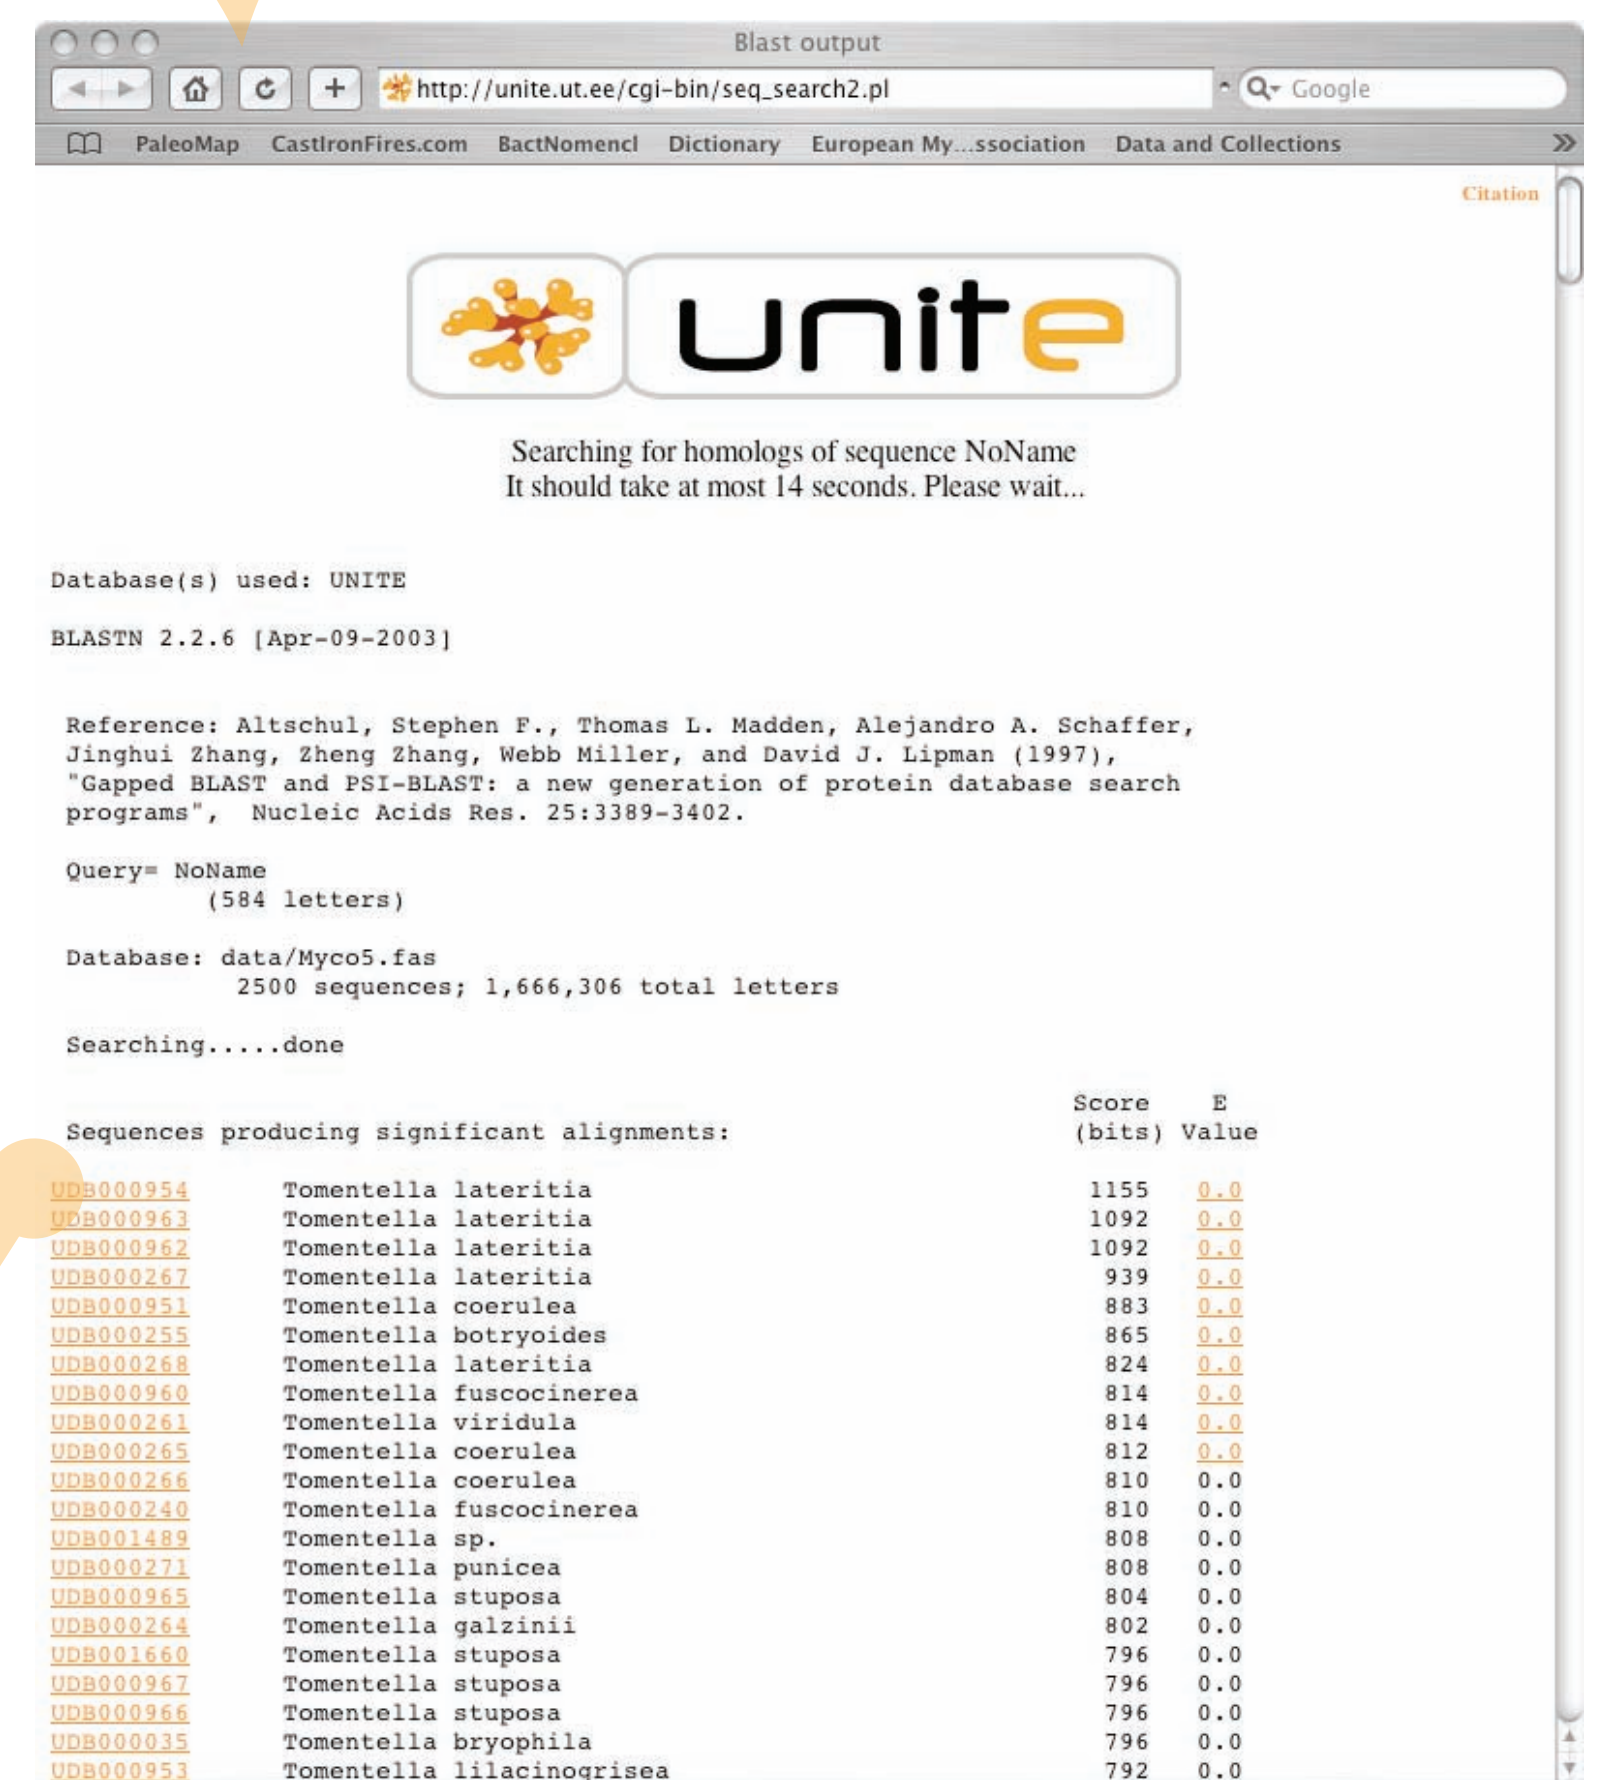 Blast output
http://unite.ut.ee/cgi-bin/seq_search2.pl
Google
PaleoMap CastIronFires.com BactNomencl Dictionary European My...ssociation Data and Collections
Citation
unite
Searching for homologs of sequence NoName
It should take at most 14 seconds. Please wait...
Database(s) used: UNITE
BLASTN 2.2.6 [Apr-09-2003]
Reference: Altschul, Stephen F., Thomas L. Madden, Alejandro A. Schaffer,
Jinghui Zhang, Zheng Zhang, Webb Miller, and David J. Lipman (1997),
"Gapped BLAST and PSI-BLAST: a new generation of protein database search
programs", Nucleic Acids Res. 25:3389-3402.
Query= NoName
(584 letters)
Database: data/Myco5.fas
2500 sequences; 1,666,306 total letters
Searching.....done
Score E
Sequences producing significant alignments: (bits) Value
UDB000954 Tomentella lateritia 1155 0.0
UDB000963 Tomentella lateritia 1092 0.0
UDB000962 Tomentella lateritia 1092 0.0
UDB000267 Tomentella lateritia 939 0.0
UDB000951 Tomentella coerulea 883 0.0
UDB000255 Tomentella botryoides 865 0.0
UDB000268 Tomentella lateritia 824 0.0
UDB000960 Tomentella fuscocinerea 814 0.0
UDB000261 Tomentella viridula 814 0.0
UDB000265 Tomentella coerulea 812 0.0
UDB000266 Tomentella coerulea 810 0.0
UDB000240 Tomentella fuscocinerea 810 0.0
UDB001489 Tomentella sp. 808 0.0
UDB000271 Tomentella punicea 808 0.0
UDB000965 Tomentella stuposa 804 0.0
UDB000264 Tomentella galzinii 802 0.0
UDB001660 Tomentella stuposa 796 0.0
UDB000967 Tomentella stuposa 796 0.0
UDB000966 Tomentella stuposa 796 0.0
UDB000035 Tomentella bryophila 796 0.0
UDB000953 Tomentella lilacinogrisea 792 0.0